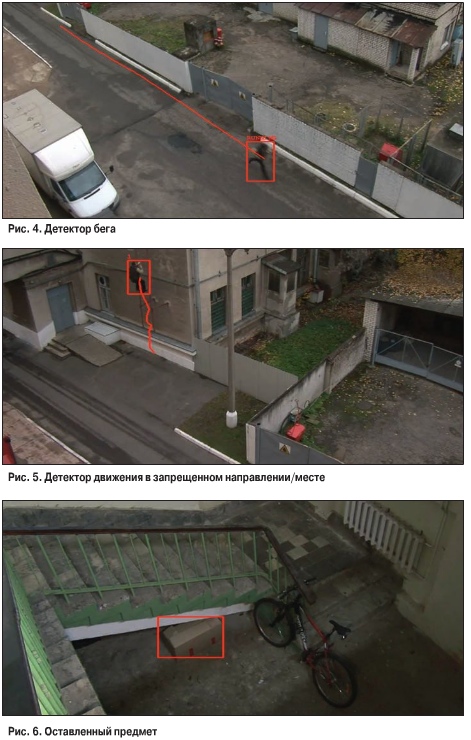 Рис. 4. Детектор бега
Рис. 5. Детектор движения в запрещенном направлении/месте
Рис. 6. Оставленный предмет